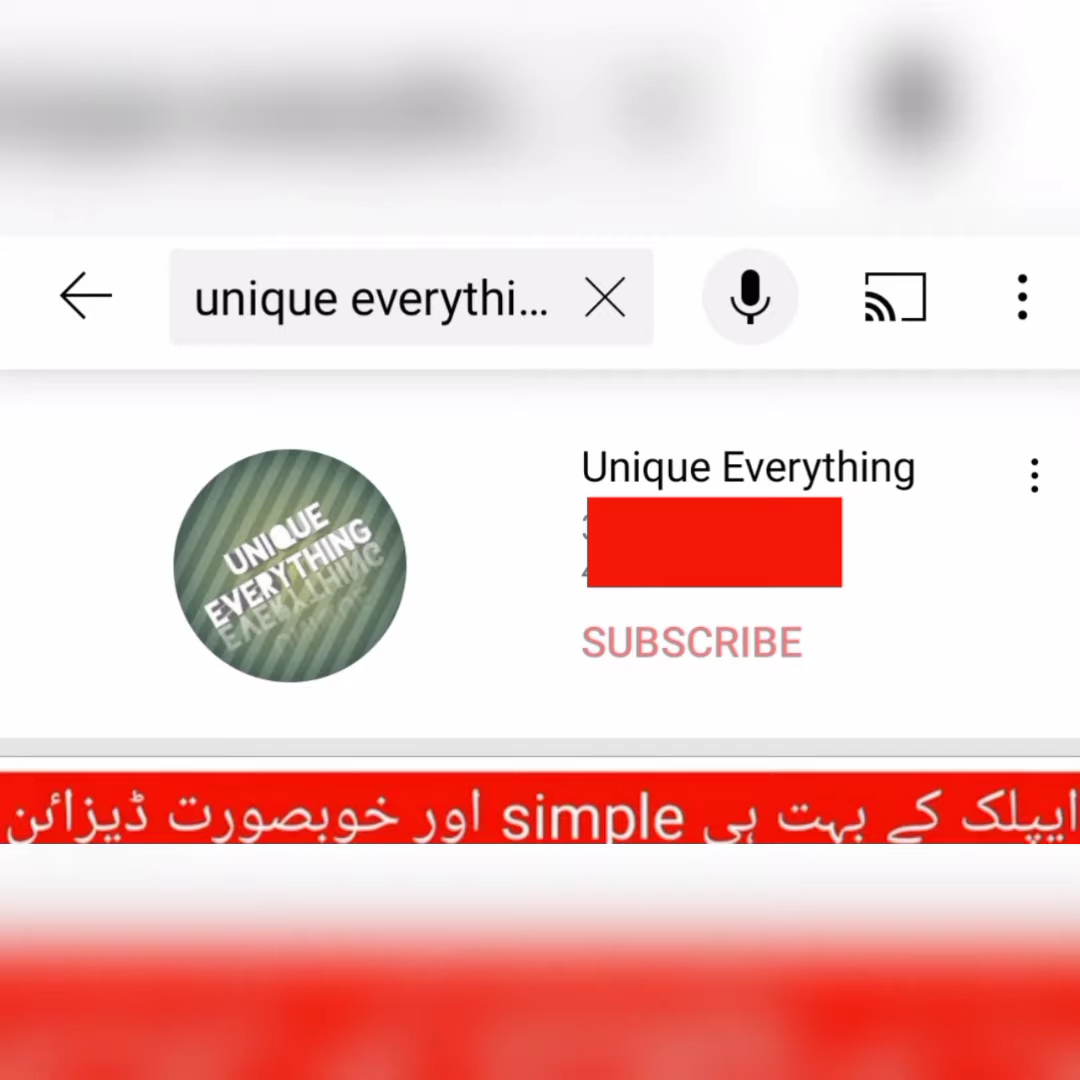 unique everythi...
Unique Everything
SUBSCRIBE
UNIQUE
EVERYTHING
ایپلک کے بہت ہی simple اور خوبصورت ڈیزائن